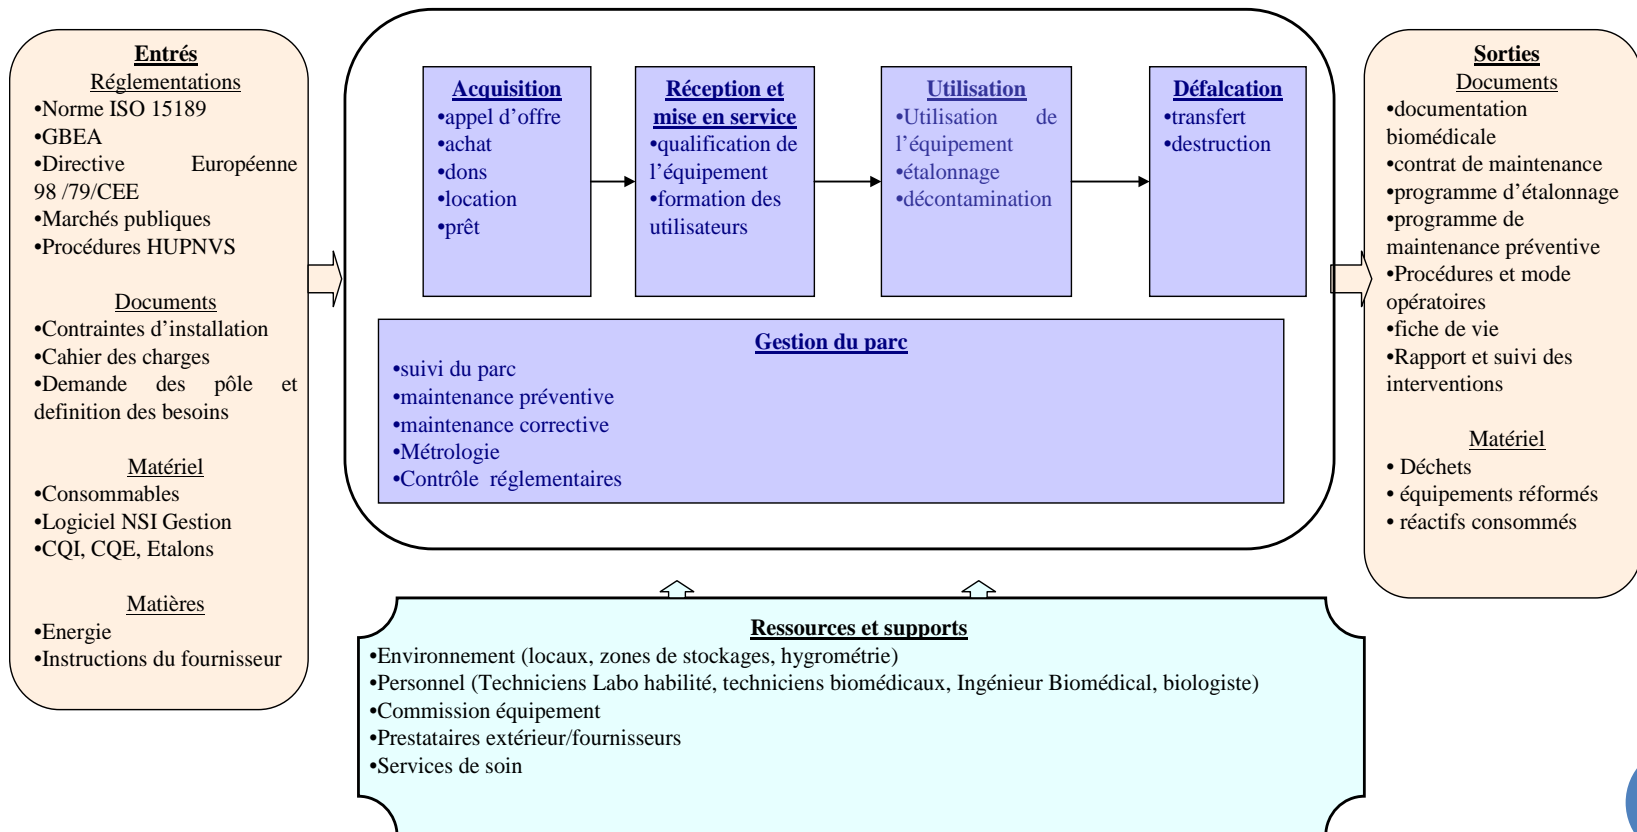 Entrés
Réglementations
•Norme ISO 15189
•GBEA
•Directive Européenne
98 /79/CEE
•Marchés publiques
•Procédures HUPNVS
Documents
•Contraintes d’installation
•Cahier des charges
•Demande des pôle et
definition des besoins
Matériel
•Consommables
•Logiciel NSI Gestion
•CQI, CQE, Etalons
Matières
•Energie
•Instructions du fournisseur
Acquisition
•appel d’offre
•achat
•dons
•location
•prêt
Réception et
mise en service
•qualification de
l’équipement
•formation des
utilisateurs
Utilisation
•Utilisation de
l’équipement
•étalonnage
•décontamination
Défalcation
•transfert
•destruction
Gestion du parc
•suivi du parc
•maintenance préventive
•maintenance corrective
•Métrologie
•Contrôle réglementaires
Ressources et supports
•Environnement (locaux, zones de stockages, hygrométrie)
•Personnel (Techniciens Labo habilité, techniciens biomédicaux, Ingénieur Biomédical, biologiste)
•Commission équipement
•Prestataires extérieur/fournisseurs
•Services de soin
Sorties
Documents
•documentation
biomédicale
•contrat de maintenance
•programme d’étalonnage
•programme de
maintenance préventive
•Procédures et mode
opératoires
•fiche de vie
•Rapport et suivi des
interventions
Matériel
• Déchets
• équipements réformés
• réactifs consommés